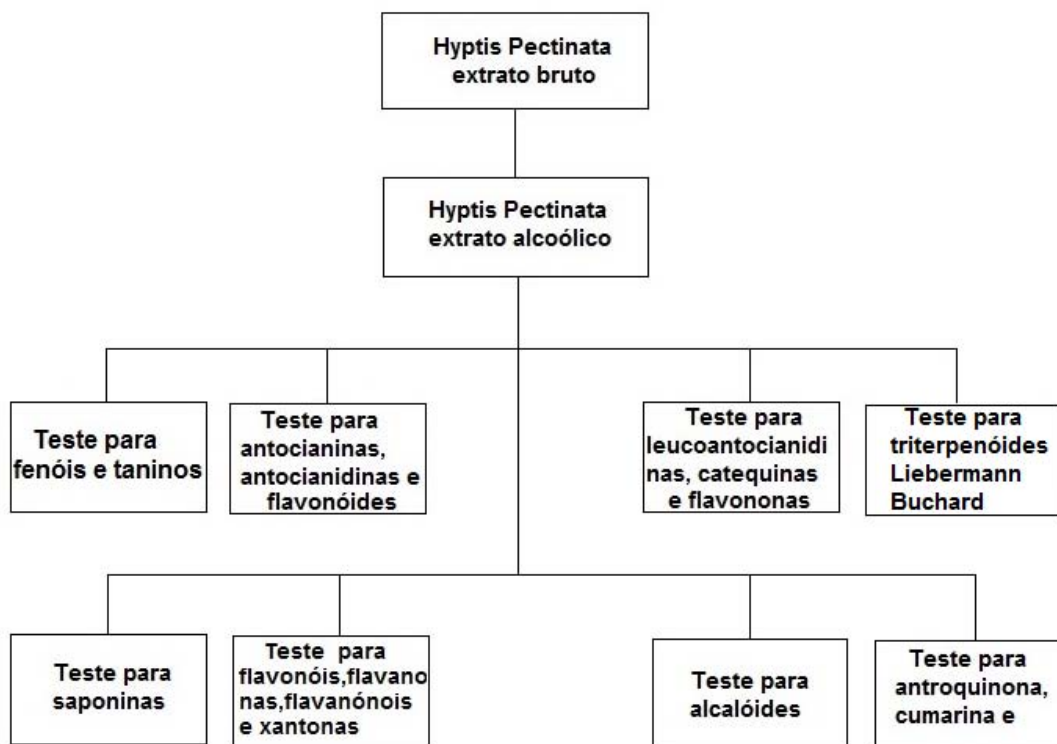 Hyptis Pectinata
extrato bruto
Hyptis Pectinata
extrato alcoólico
Teste para
fenóis e taninos
Teste para
antocianinas,
antocianidinas e
flavonóides
Teste para
leucoantocianidi
nas, catequinas
e flavononas
Teste para
triterpenóides
Liebermann
Buchard
Teste para
saponinas
Teste para
flavonóis,flavano
nas,flavanónois
e xantonas
Teste para
alcalóides
Teste para
antroquinona,
cumarina e